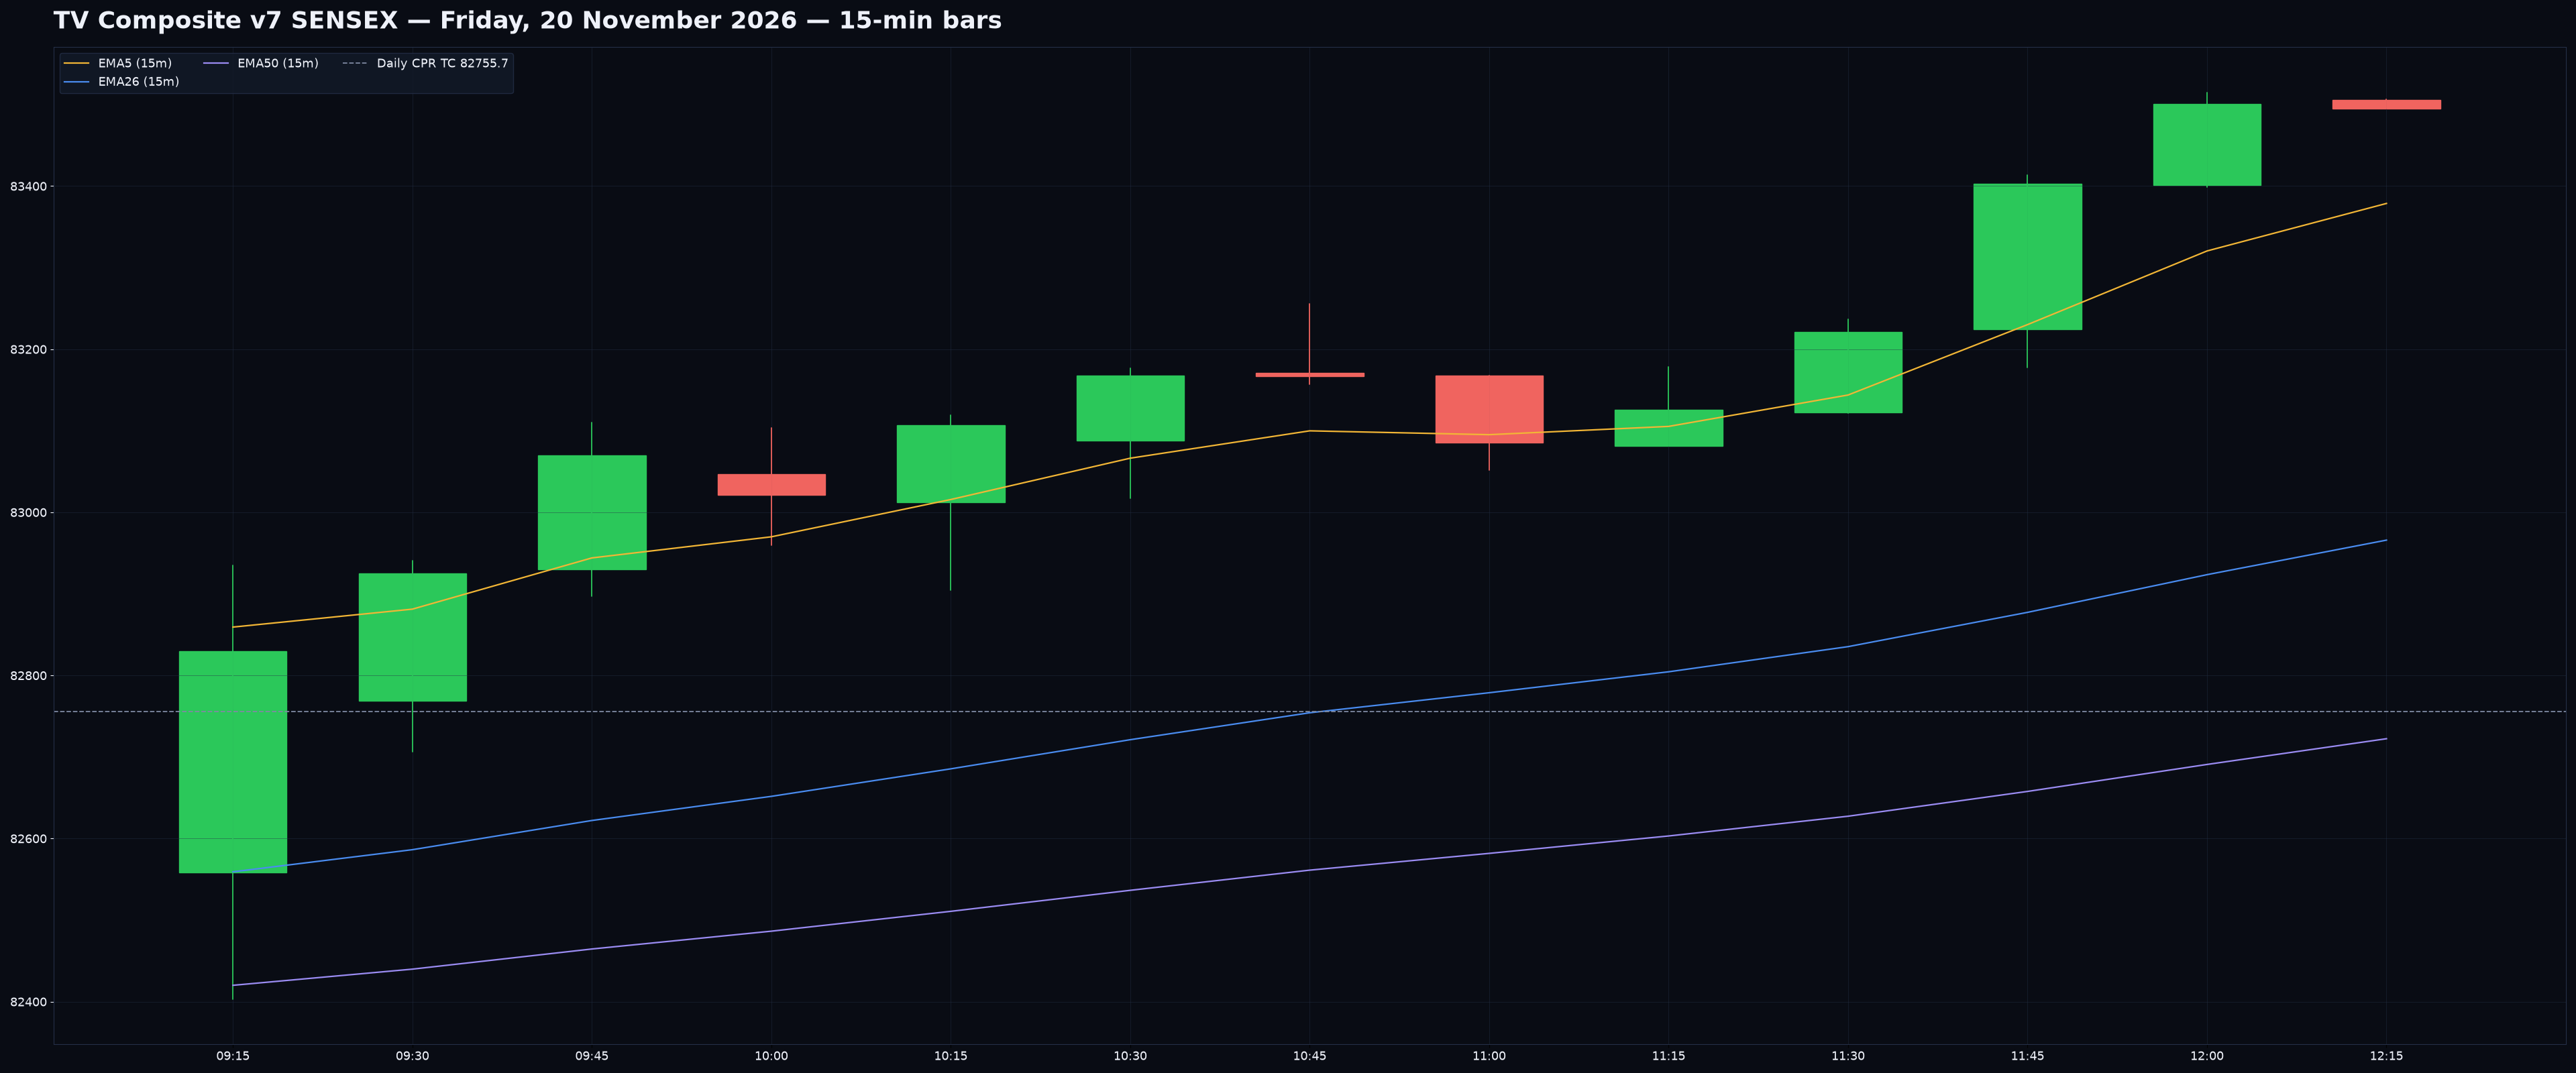 TV Composite v7 SENSEX — Friday, 20 November 2026 — 15-min bars
EMA5 (15m)
EMA26 (15m)
EMA50 (15m)
Daily CPR TC 82755.7
83400
83200
83000
82800
82600
82400
09:15 09:30 09:45 10:00 10:15 10:30 10:45 11:00 11:15 11:30 11:45 12:00 12:15